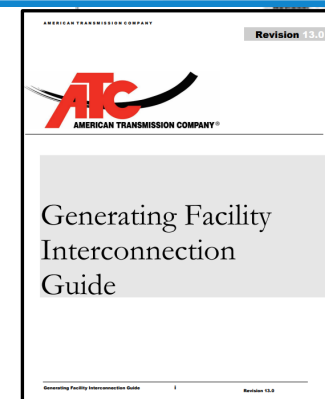 AMERICAN TRANSMISSION COMPANY
Revision 13.0
ATC
AMERICAN TRANSMISSION COMPANY®
Generating Facility
Interconnection
Guide
Generating Facility Interconnection Guide i Revision 13.0